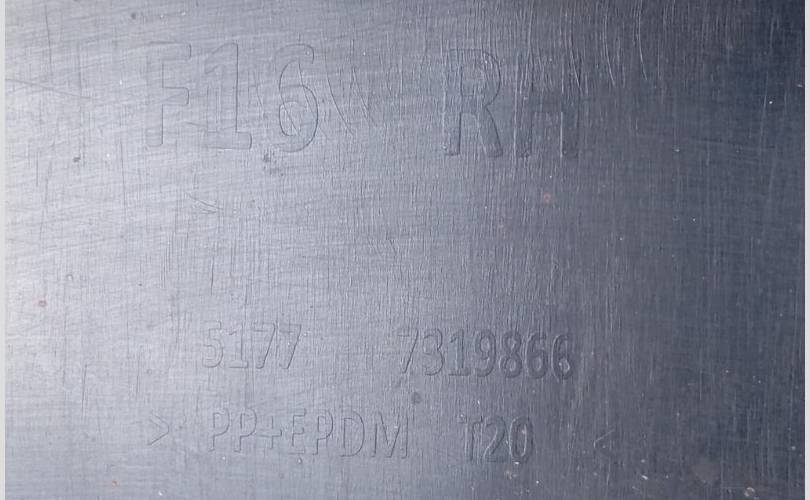 F16 RH
5177 7319866
> PP+EPDM T20 <